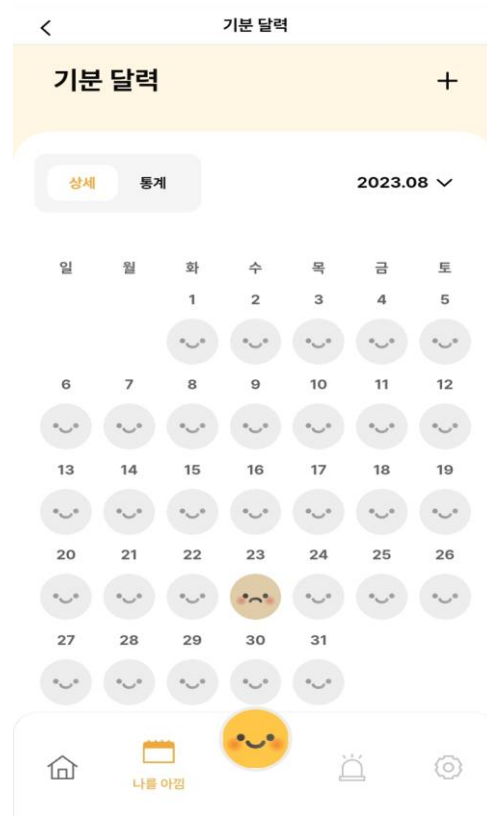 기분 달력
기분 달력
상세 통계 2023.08
일 월 화 수 목 금 토
1 2 3 4 5
6 7 8 9 10 11 12
13 14 15 16 17 18 19
20 21 22 23 24 25 26
27 28 29 30 31
나를 아낌